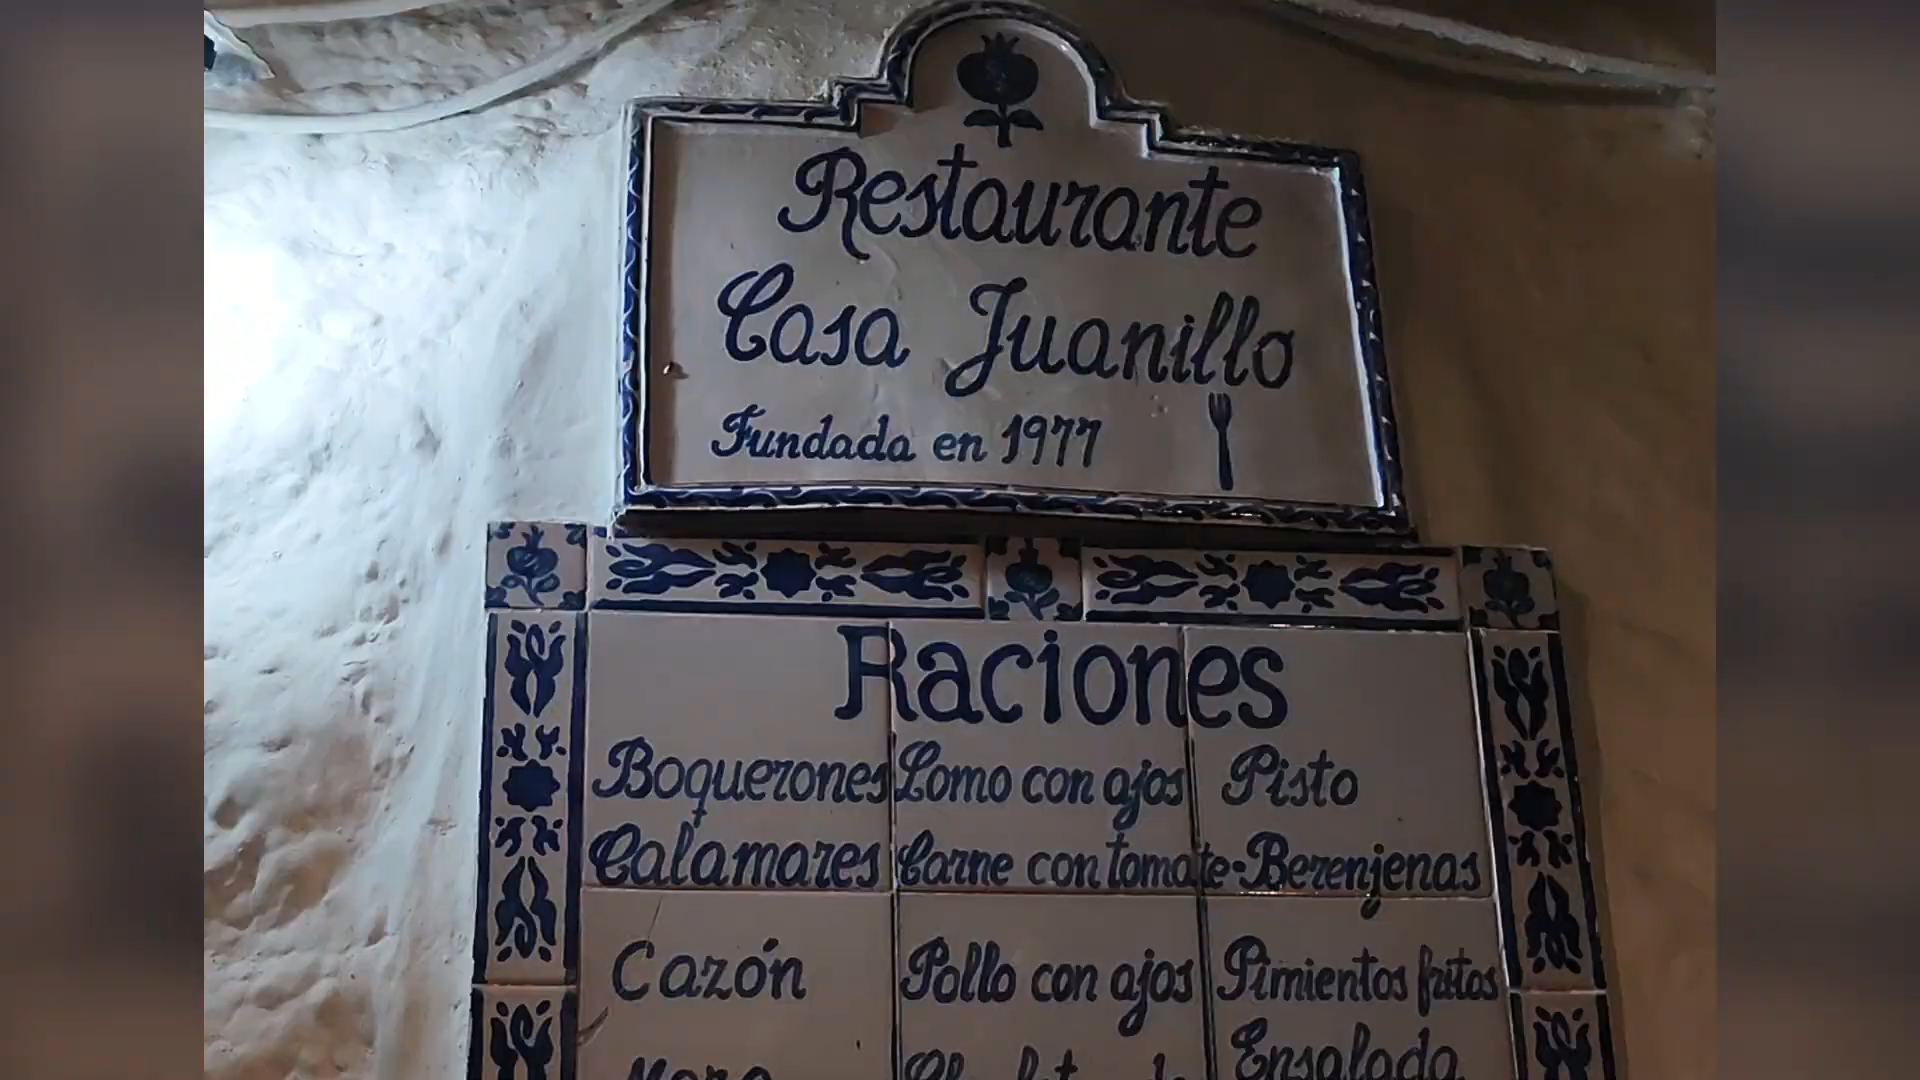 Restaurante
Casa Juanillo
Fundada en 1977
Raciones
Boquerones Lomo con ajos Pisto
Calamares Carne con tomate - Berenjenas
Cazón Pollo con ajos Pimientos fritos
Ensalada